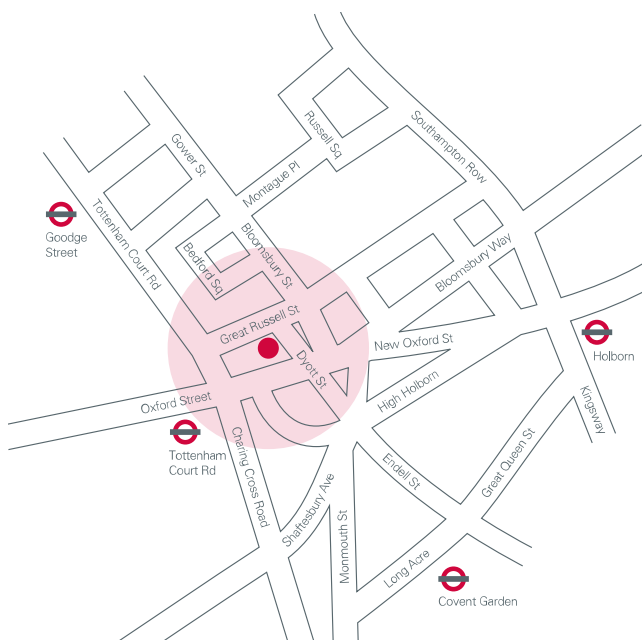 Southampton Row
Russell Sq
Gower St
Montague Pl
Goodge
Street
Tottenham Court Rd
Bedford Sq
Bloomsbury St
Bloomsbury Way
Great Russell St
New Oxford St
Holborn
Dyott St
High Holborn
Kingsway
Oxford Street
Tottenham
Court Rd
Charing Cross Road
Endell St
Great Queen St
Shaftesbury Ave
Monmouth St
Long Acre
Covent Garden